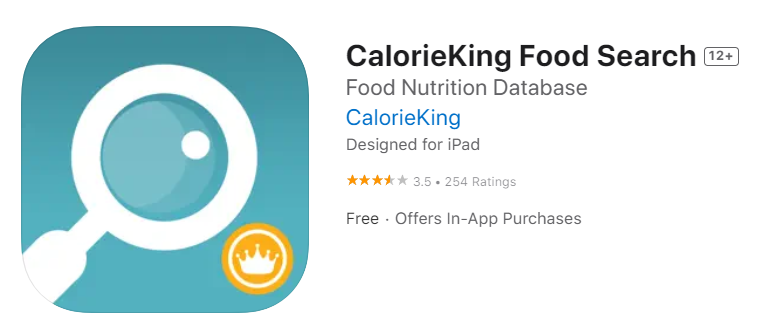 CalorieKing Food Search 12+
Food Nutrition Database
CalorieKing
Designed for iPad
3.5 • 254 Ratings
Free · Offers In-App Purchases